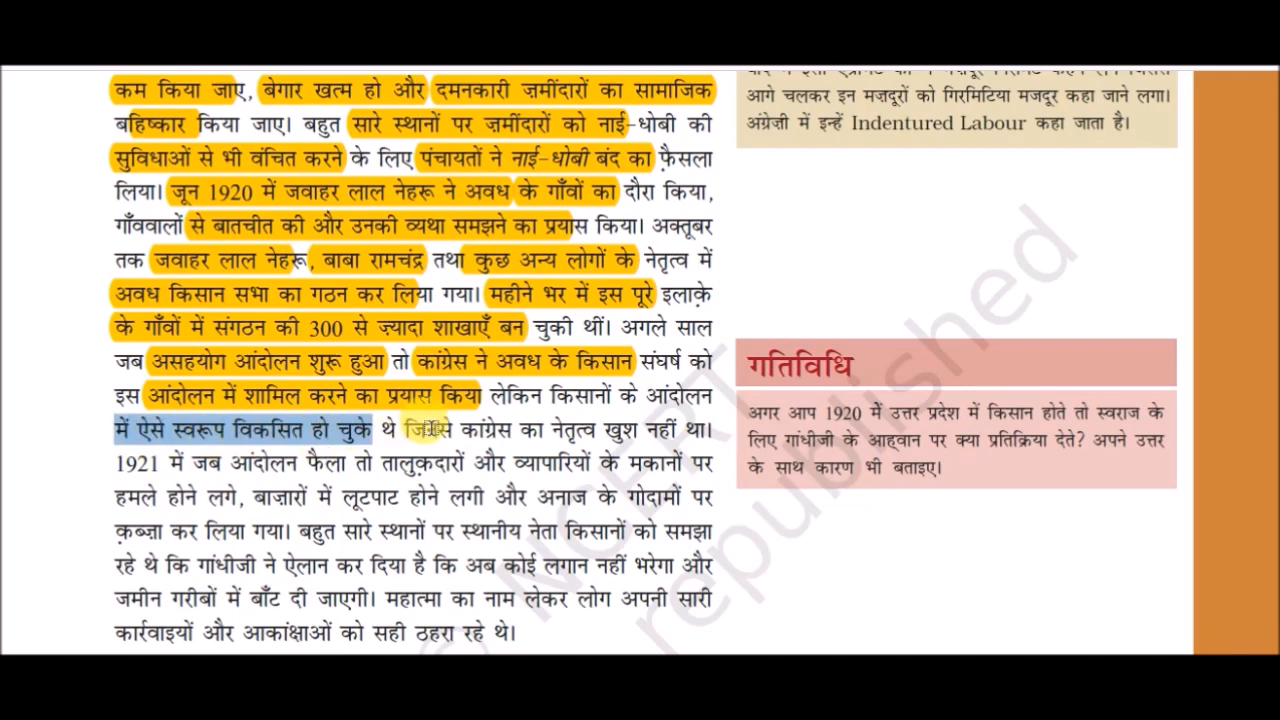 कम किया जाए, बेगार खत्म हो और दमनकारी ज़मींदारों का सामाजिक
बहिष्कार किया जाए। बहुत सारे स्थानों पर ज़मींदारों को नाई-धोबी की
सुविधाओं से भी वंचित करने के लिए पंचायतों ने नाई-धोबी बंद का फ़ैसला
लिया। जून 1920 में जवाहर लाल नेहरू ने अवध के गाँवों का दौरा किया,
गाँववालों से बातचीत की और उनकी व्यथा समझने का प्रयास किया। अक्तूबर
तक जवाहर लाल नेहरू, बाबा रामचंद्र तथा कुछ अन्य लोगों के नेतृत्व में
अवध किसान सभा का गठन कर लिया गया। महीने भर में इस पूरे इलाक़े
के गाँवों में संगठन की 300 से ज़्यादा शाखाएँ बन चुकी थीं। अगले साल
जब असहयोग आंदोलन शुरू हुआ तो कांग्रेस ने अवध के किसान संघर्ष को
इस आंदोलन में शामिल करने का प्रयास किया लेकिन किसानों के आंदोलन
में ऐसे स्वरूप विकसित हो चुके थे जिनसे कांग्रेस का नेतृत्व खुश नहीं था।
1921 में जब आंदोलन फैला तो तालुक़दारों और व्यापारियों के मकानों पर
हमले होने लगे, बाज़ारों में लूटपाट होने लगी और अनाज के गोदामों पर
क़ब्ज़ा कर लिया गया। बहुत सारे स्थानों पर स्थानीय नेता किसानों को समझा
रहे थे कि गांधीजी ने ऐलान कर दिया है कि अब कोई लगान नहीं भरेगा और
जमीन गरीबों में बाँट दी जाएगी। महात्मा का नाम लेकर लोग अपनी सारी
कार्रवाइयों और आकांक्षाओं को सही ठहरा रहे थे।
आगे चलकर इन मज़दूरों को गिरमिटिया मजदूर कहा जाने लगा।
अंग्रेज़ी में इन्हें Indentured Labour कहा जाता है।
गतिविधि
अगर आप 1920 में उत्तर प्रदेश में किसान होते तो स्वराज के
लिए गांधीजी के आह्वान पर क्या प्रतिक्रिया देते? अपने उत्तर
के साथ कारण भी बताइए।
© NCERT
republished